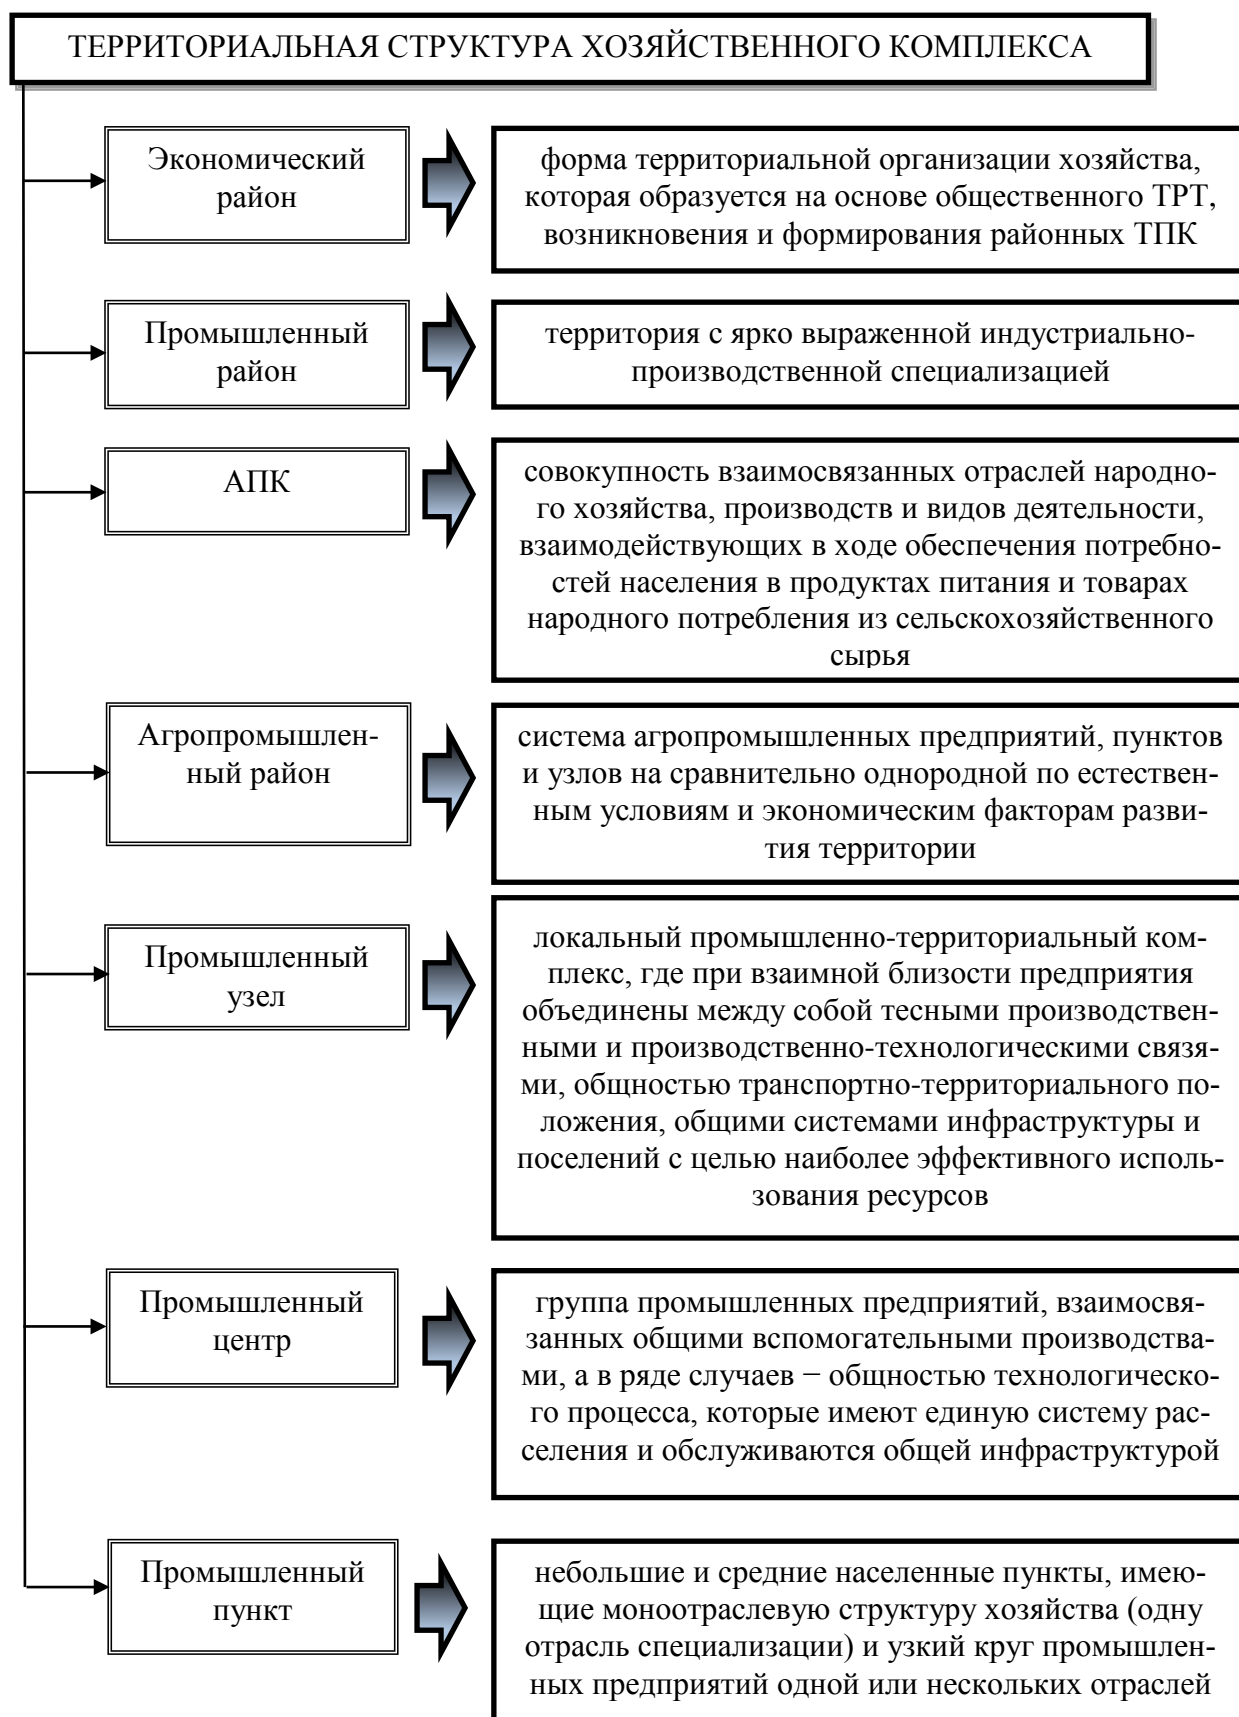 ТЕРРИТОРИАЛЬНАЯ СТРУКТУРА ХОЗЯЙСТВЕННОГО КОМПЛЕКСА
Экономический
район
форма территориальной организации хозяйства,
которая образуется на основе общественного ТРТ,
возникновения и формирования районных ТПК
Промышленный
район
территория с ярко выраженной индустриально-
производственной специализацией
АПК
совокупность взаимосвязанных отраслей народно-
го хозяйства, производств и видов деятельности,
взаимодействующих в ходе обеспечения потребно-
стей населения в продуктах питания и товарах
народного потребления из сельскохозяйственного
сырья
Агропромышлен-
ный район
система агропромышленных предприятий, пунктов
и узлов на сравнительно однородной по естествен-
ным условиям и экономическим факторам разви-
тия территории
Промышленный
узел
локальный промышленно-территориальный ком-
плекс, где при взаимной близости предприятия
объединены между собой тесными производствен-
ными и производственно-технологическими связя-
ми, общностью транспортно-территориального по-
ложения, общими системами инфраструктуры и
поселений с целью наиболее эффективного исполь-
зования ресурсов
Промышленный
центр
группа промышленных предприятий, взаимосвя-
занных общими вспомогательными производства-
ми, а в ряде случаев − общностью технологическо-
го процесса, которые имеют единую систему рас-
селения и обслуживаются общей инфраструктурой
Промышленный
пункт
небольшие и средние населенные пункты, имею-
щие моноотраслевую структуру хозяйства (одну
отрасль специализации) и узкий круг промышлен-
ных предприятий одной или нескольких отраслей